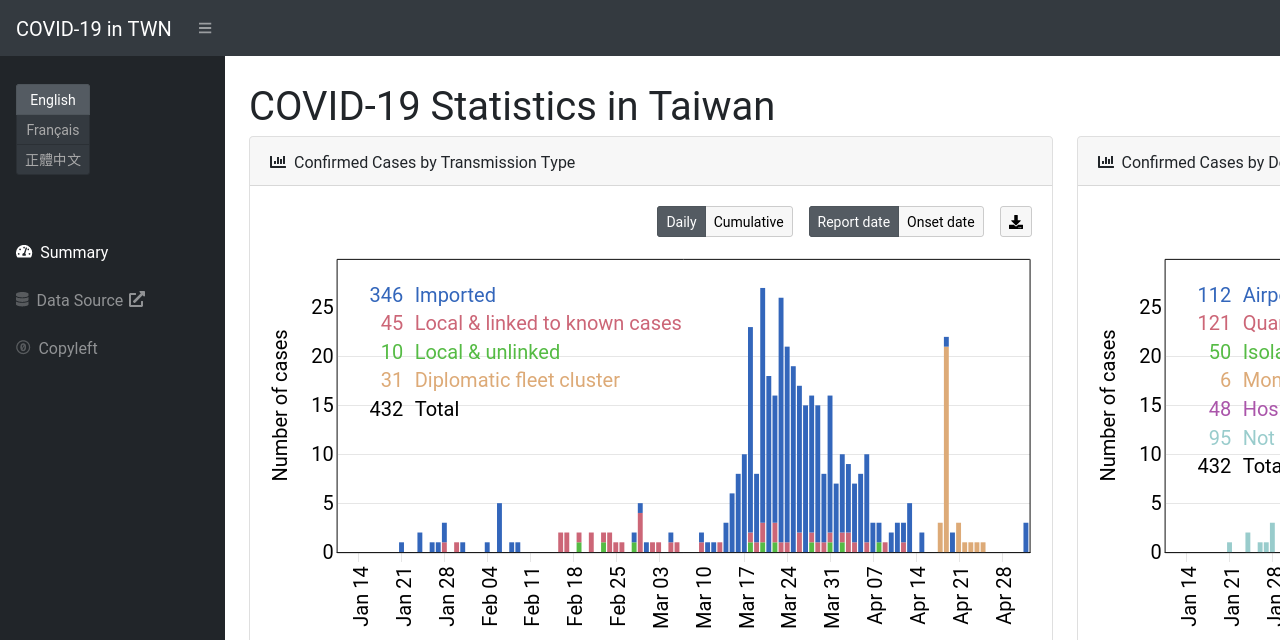 COVID-19 in TWN
English
Français
正體中文
Summary
Data Source
Copyleft
COVID-19 Statistics in Taiwan
Confirmed Cases by Transmission Type
Daily Cumulative Report date Onset date
346 Imported
45 Local & linked to known cases
10 Local & unlinked
31 Diplomatic fleet cluster
432 Total
Number of cases
25
20
15
10
5
0
Jan 14 Jan 21 Jan 28 Feb 04 Feb 11 Feb 18 Feb 25 Mar 03 Mar 10 Mar 17 Mar 24 Mar 31 Apr 07 Apr 14 Apr 21 Apr 28
Confirmed Cases by D
112 Airp
121 Qua
50 Isol
6 Mon
48 Hos
95 Not
432 Tota
Number of cases
25
20
15
10
5
0
Jan 14 Jan 21 Jan 28